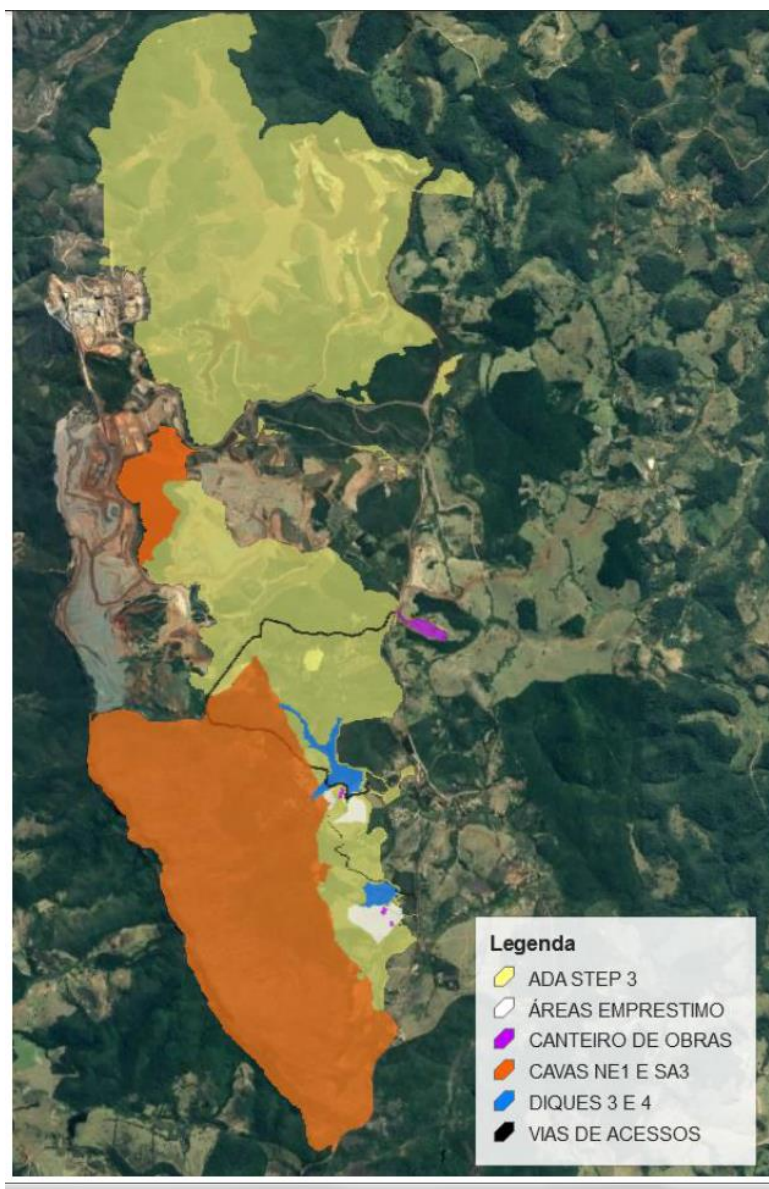 Legenda
ADA STEP 3
ÁREAS EMPRESTIMO
CANTEIRO DE OBRAS
CAVAS NE1 E SA3
DIQUES 3 E 4
VIAS DE ACESSOS